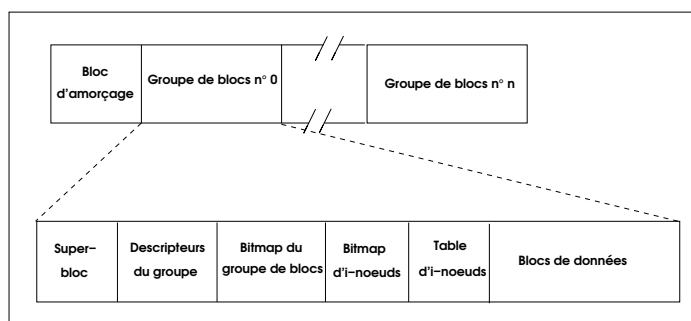 Bloc
d'amorçage
Groupe de blocs n° 0
Groupe de blocs n° n
Super-
bloc
Descripteurs
du groupe
Bitmap du
groupe de blocs
Bitmap
d'i-noeuds
Table
d'i-noeuds
Blocs de données